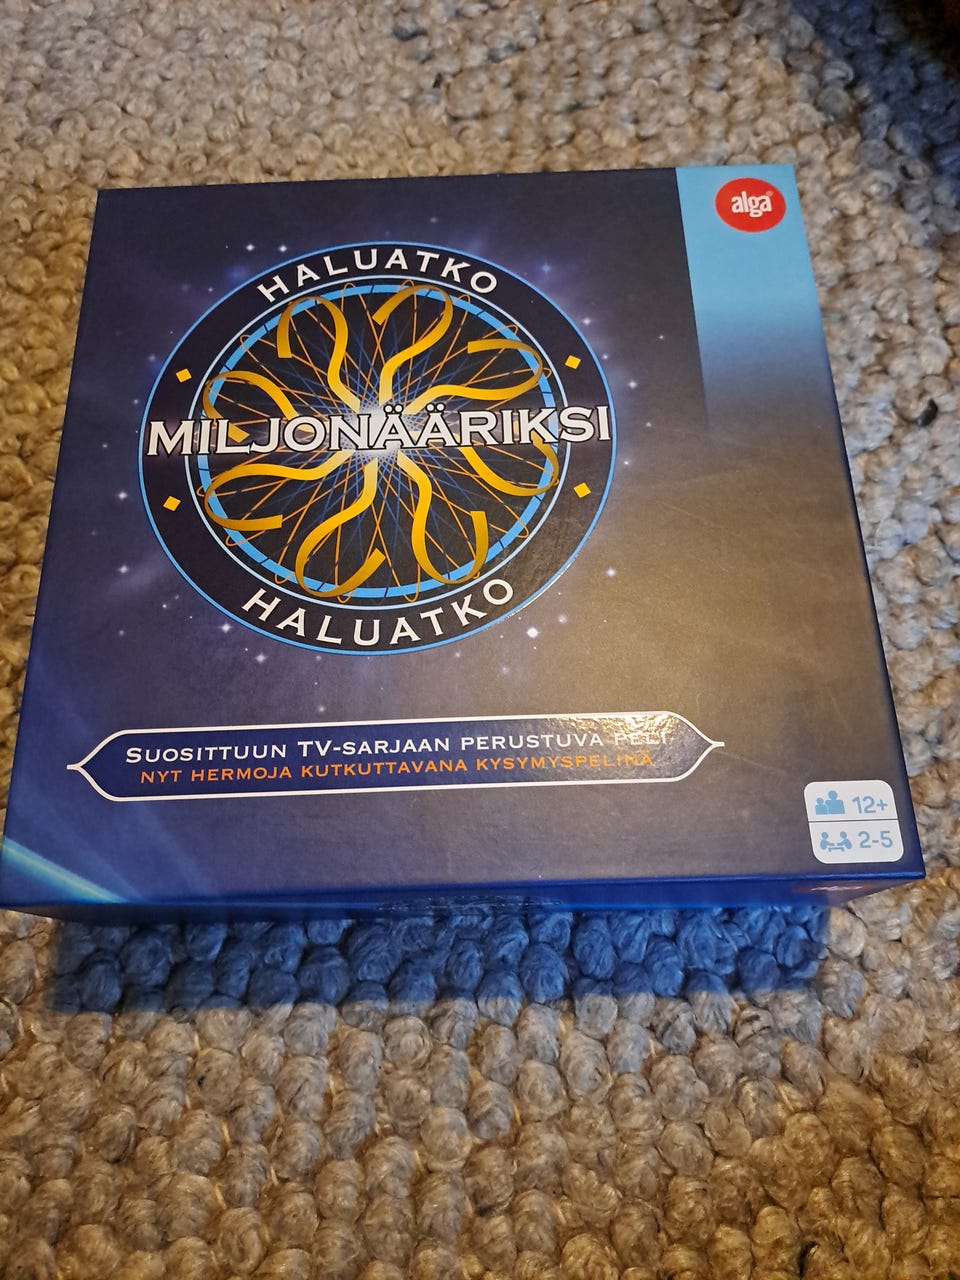 alga
HALUATKO
MILJONÄÄRIKSI
HALUATKO
SUOSITTUUN TV-SARJAAN PERUSTUVA PELI
NYT HERMOJA KUTKUTTAVANA KYSYMYSPELINÄ
12+
2-5